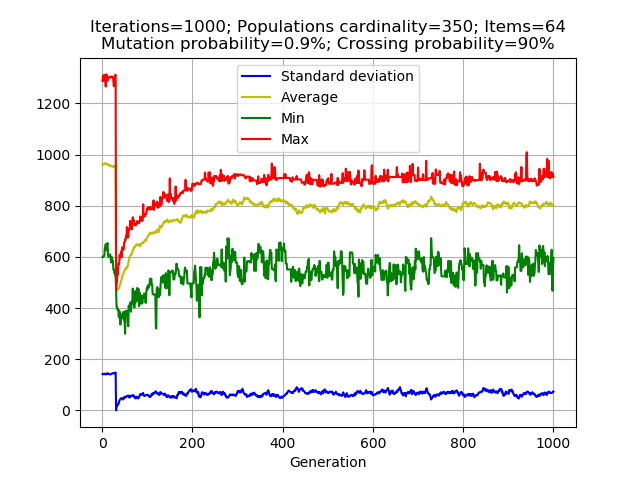 Iterations=1000; Populations cardinality=350; Items=64
Mutation probability=0.9%; Crossing probability=90%
Standard deviation
Average
Min
Max
1200
1000
800
600
400
200
0
0 200 400 600 800 1000
Generation